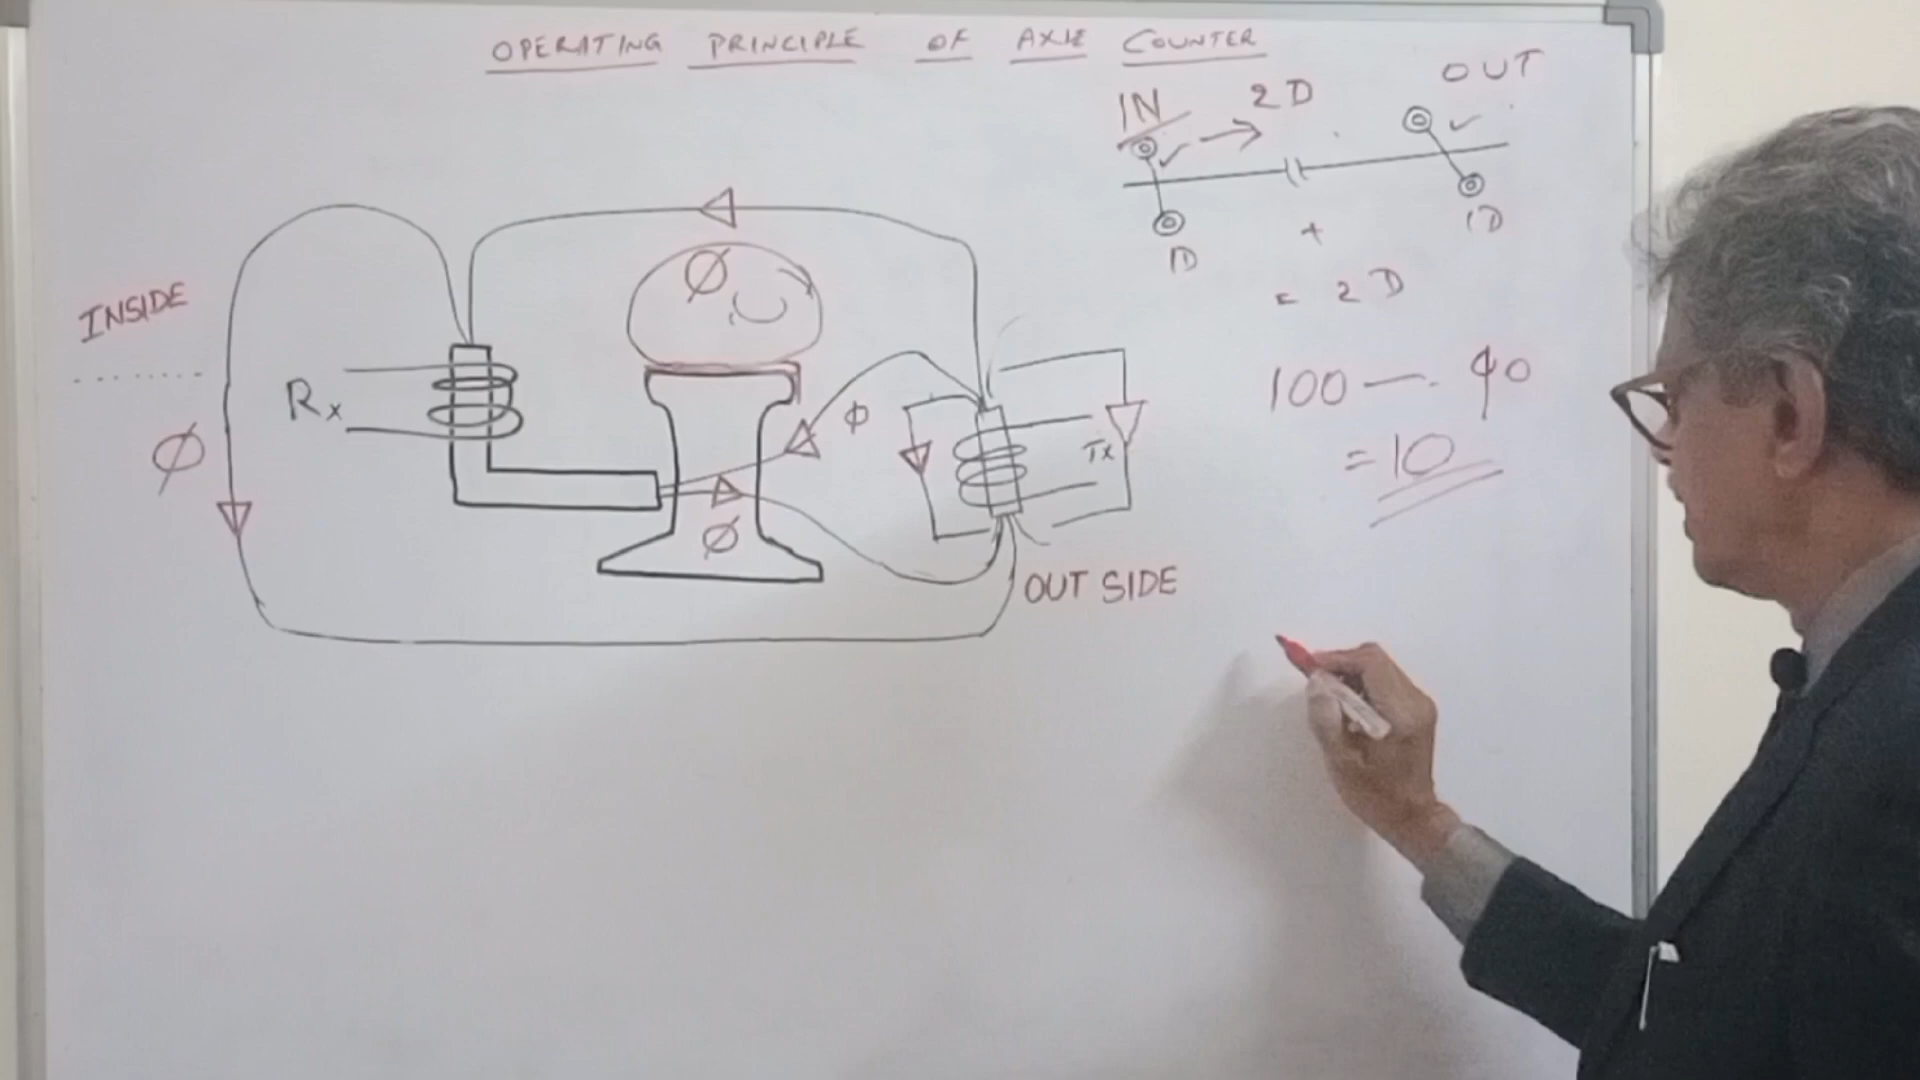 OPERATING PRINCIPLE OF AXLE COUNTER
IN
2D
OUT
1D
1D
+
= 2D
100 — 90
= 10
INSIDE
Ø
Rx
Ø
Ø
ϕ
Tx
OUT SIDE